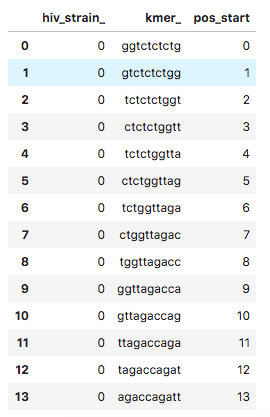 hiv_strain_ kmer_ pos_start
0 0 ggtctctctg 0
1 0 gtctctctgg 1
2 0 tctctctggt 2
3 0 ctctctggtt 3
4 0 tctctggtta 4
5 0 ctctggttag 5
6 0 tctggttaga 6
7 0 ctggttagac 7
8 0 tggttagacc 8
9 0 ggttagacca 9
10 0 gttagaccag 10
11 0 ttagaccaga 11
12 0 tagaccagat 12
13 0 agaccagatt 13